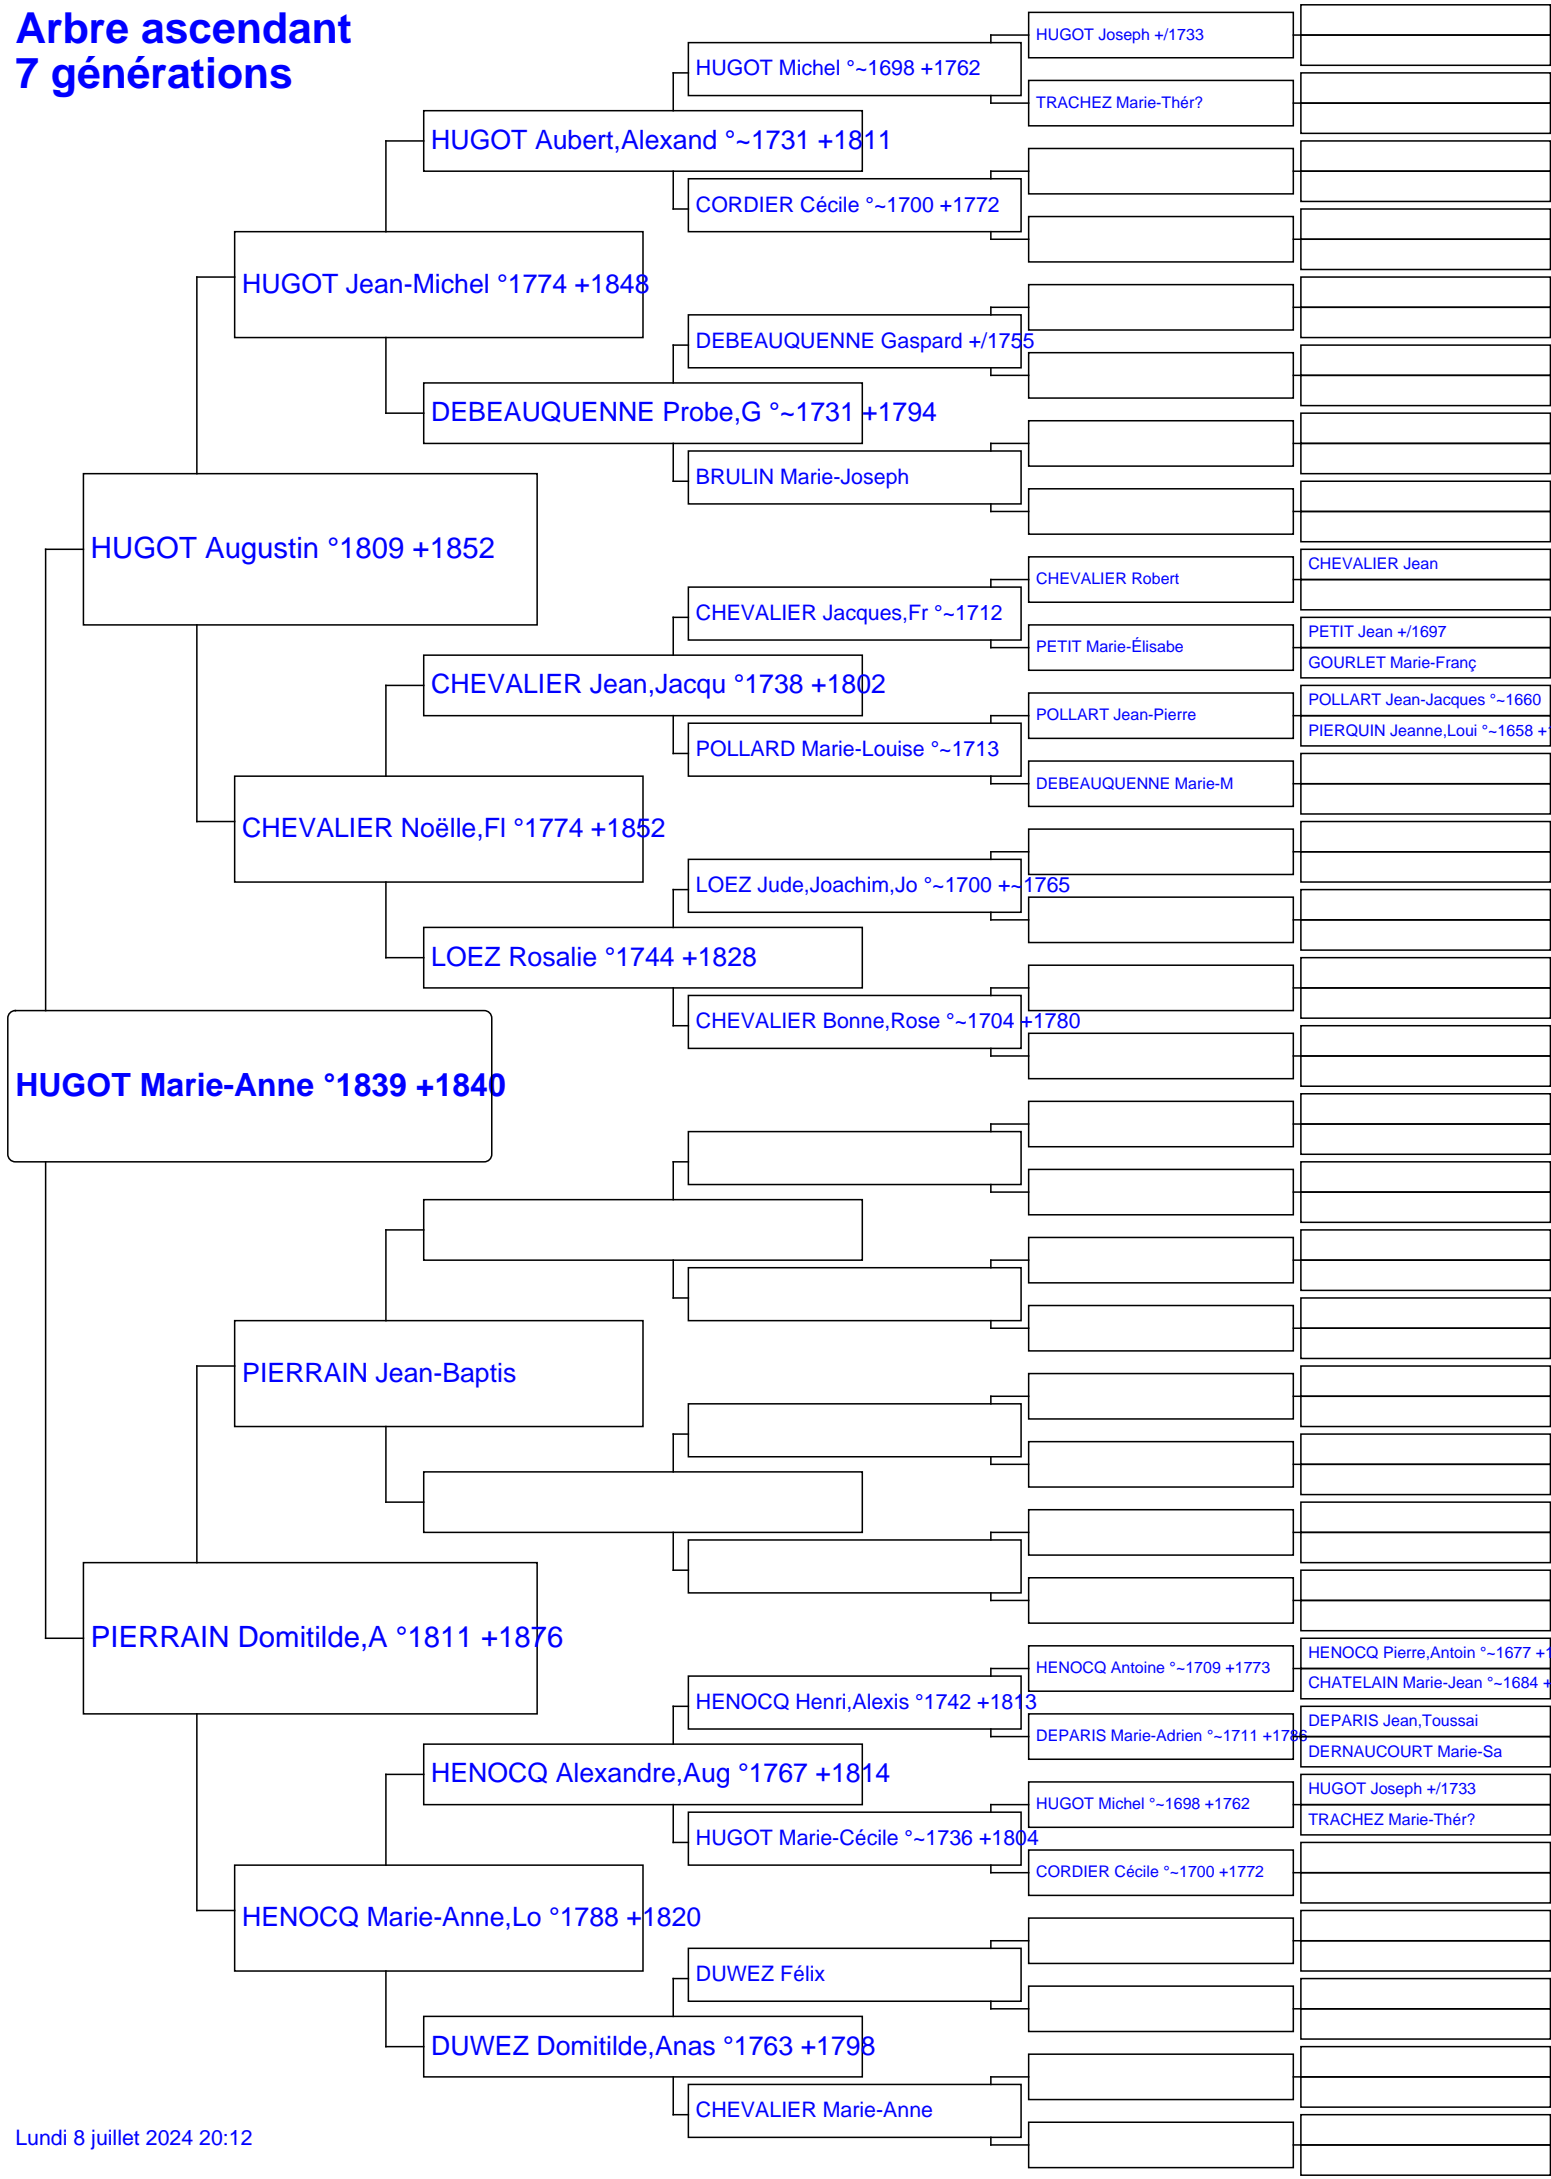 Arbre ascendant
7 générations
HUGOT Joseph +/1733
HUGOT Michel °~1698 +1762
TRACHEZ Marie-Thér?
HUGOT Aubert,Alexand °~1731 +1811
CORDIER Cécile °~1700 +1772
HUGOT Jean-Michel °1774 +1848
DEBEAUQUENNE Gaspard +/1755
DEBEAUQUENNE Probe,G °~1731 +1794
BRULIN Marie-Joseph
HUGOT Augustin °1809 +1852
CHEVALIER Jean
CHEVALIER Robert
CHEVALIER Jacques,Fr °~1712
PETIT Jean +/1697
PETIT Marie-Élisabe
GOURLET Marie-Franç
CHEVALIER Jean,Jacqu °1738 +1802
POLLART Jean-Jacques °~1660
POLLART Jean-Pierre
PIERQUIN Jeanne,Loui °~1658 +
POLLARD Marie-Louise °~1713
DEBEAUQUENNE Marie-M
CHEVALIER Noëlle,Fl °1774 +1852
LOEZ Jude,Joachim,Jo °~1700 +~1765
LOEZ Rosalie °1744 +1828
CHEVALIER Bonne,Rose °~1704 +1780
HUGOT Marie-Anne °1839 +1840
PIERRAIN Jean-Baptis
PIERRAIN Domitilde,A °1811 +1876
HENOCQ Pierre,Antoin °~1677 +
HENOCQ Antoine °~1709 +1773
CHATELAIN Marie-Jean °~1684 +
HENOCQ Henri,Alexis °1742 +1813
DEPARIS Jean,Toussai
DEPARIS Marie-Adrien °~1711 +1786
DERNAUCOURT Marie-Sa
HENOCQ Alexandre,Aug °1767 +1814
HUGOT Joseph +/1733
HUGOT Michel °~1698 +1762
TRACHEZ Marie-Thér?
HUGOT Marie-Cécile °~1736 +1804
CORDIER Cécile °~1700 +1772
HENOCQ Marie-Anne,Lo °1788 +1820
DUWEZ Félix
DUWEZ Domitilde,Anas °1763 +1798
CHEVALIER Marie-Anne
Lundi 8 juillet 2024 20:12